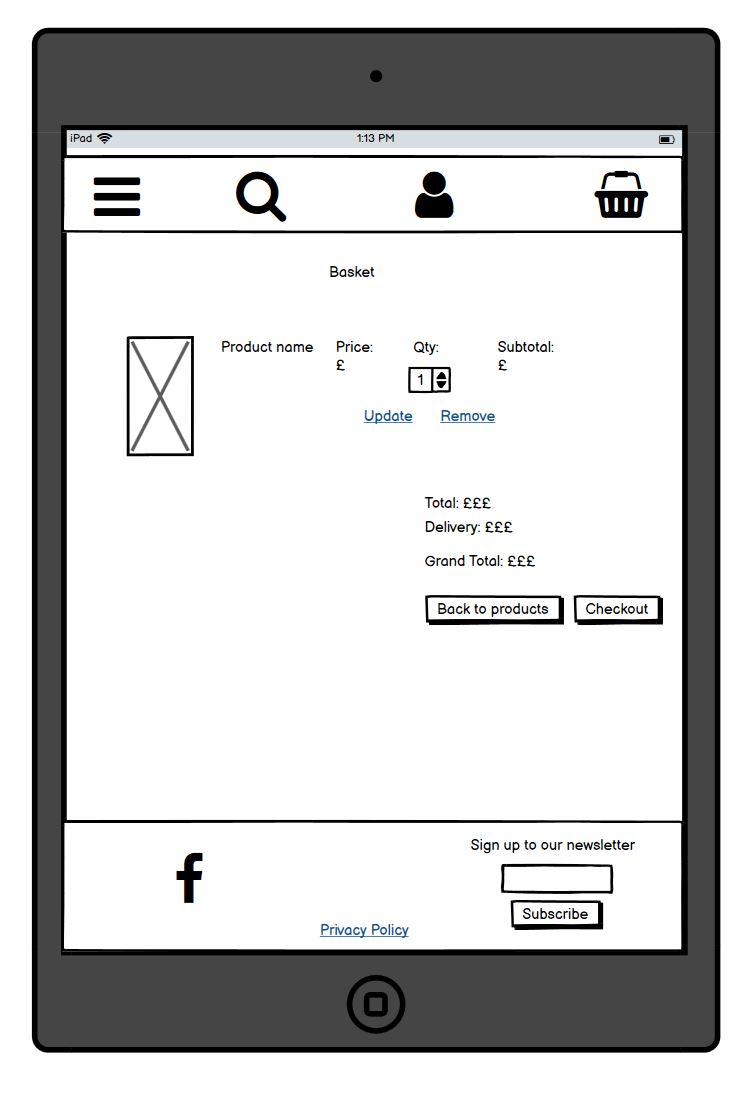 iPad 1:13 PM
Basket
Product name Price: Qty: Subtotal:
£ £
1
Update Remove
Total: £££
Delivery: £££
Grand Total: £££
Back to products Checkout
Sign up to our newsletter
Subscribe
Privacy Policy